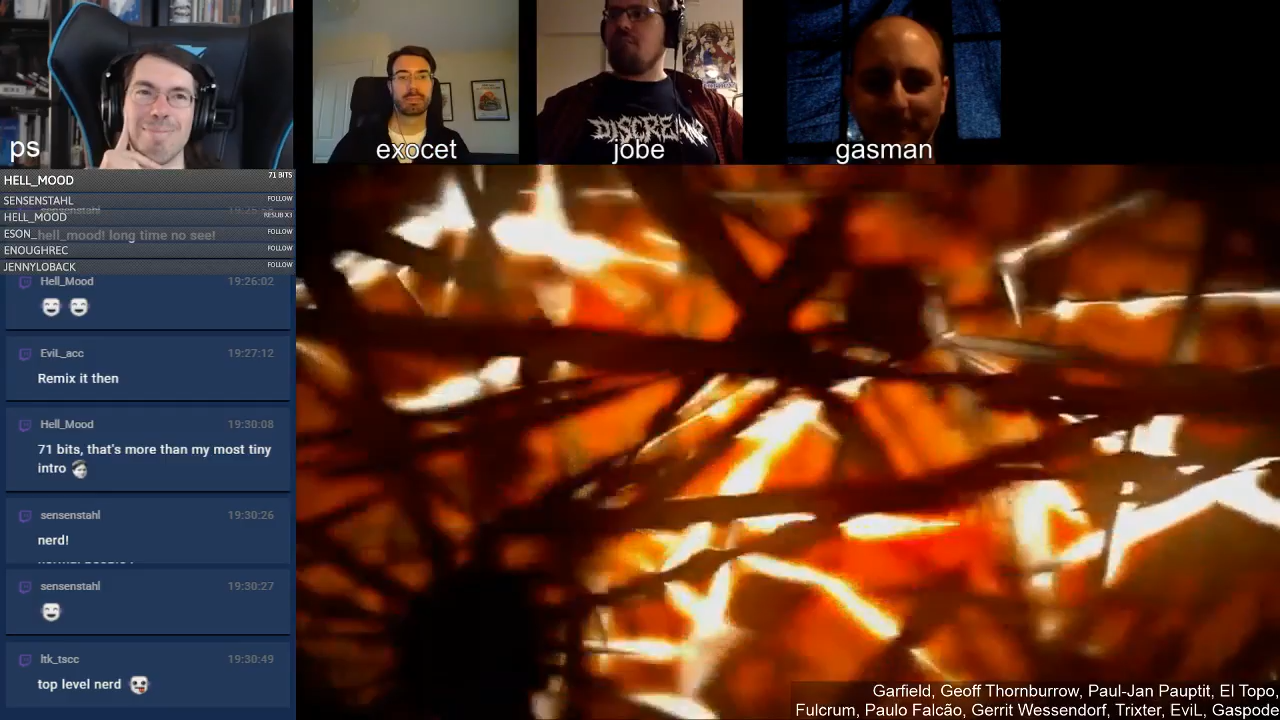 ps
exocet
jobe
gasman
HELL_MOOD 71 BITS
SENSENSTAHL FOLLOW
HELL_MOOD RESUB X3
ESON_ FOLLOW
hell_mood! long time no see!
ENOUGHREC FOLLOW
JENNYLOBACK FOLLOW
Hell_Mood 19:26:02
EviL_acc 19:27:12
Remix it then
Hell_Mood 19:30:08
71 bits, that's more than my most tiny
intro
sensenstahl 19:30:26
nerd!
sensenstahl 19:30:27
ltk_tscc 19:30:49
top level nerd
Garfield, Geoff Thornburrow, Paul-Jan Pauptit, El Topo,
Fulcrum, Paulo Falcão, Gerrit Wessendorf, Trixter, EviL, Gaspode